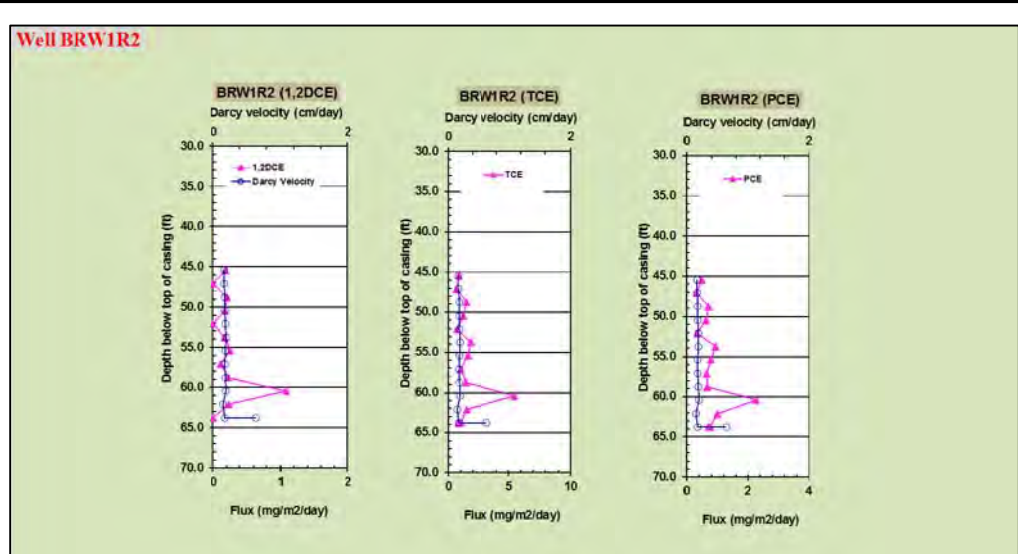 Well BRW1R2
BRW1R2 (1,2DCE)
Darcy velocity (cm/day)
0 2
30.0
35.0
40.0
45.0
50.0
55.0
60.0
65.0
70.0
Depth below top of casing (ft)
1,2DCE
Darcy Velocity
0 1 2
Flux (mg/m2/day)
BRW1R2 (TCE)
Darcy velocity (cm/day)
0 2
30.0
35.0
40.0
45.0
50.0
55.0
60.0
65.0
70.0
Depth below top of casing (ft)
TCE
0 5 10
Flux (mg/m2/day)
BRW1R2 (PCE)
Darcy velocity (cm/day)
0 2
30.0
35.0
40.0
45.0
50.0
55.0
60.0
65.0
70.0
Depth below top of casing (ft)
PCE
0 2 4
Flux (mg/m2/day)